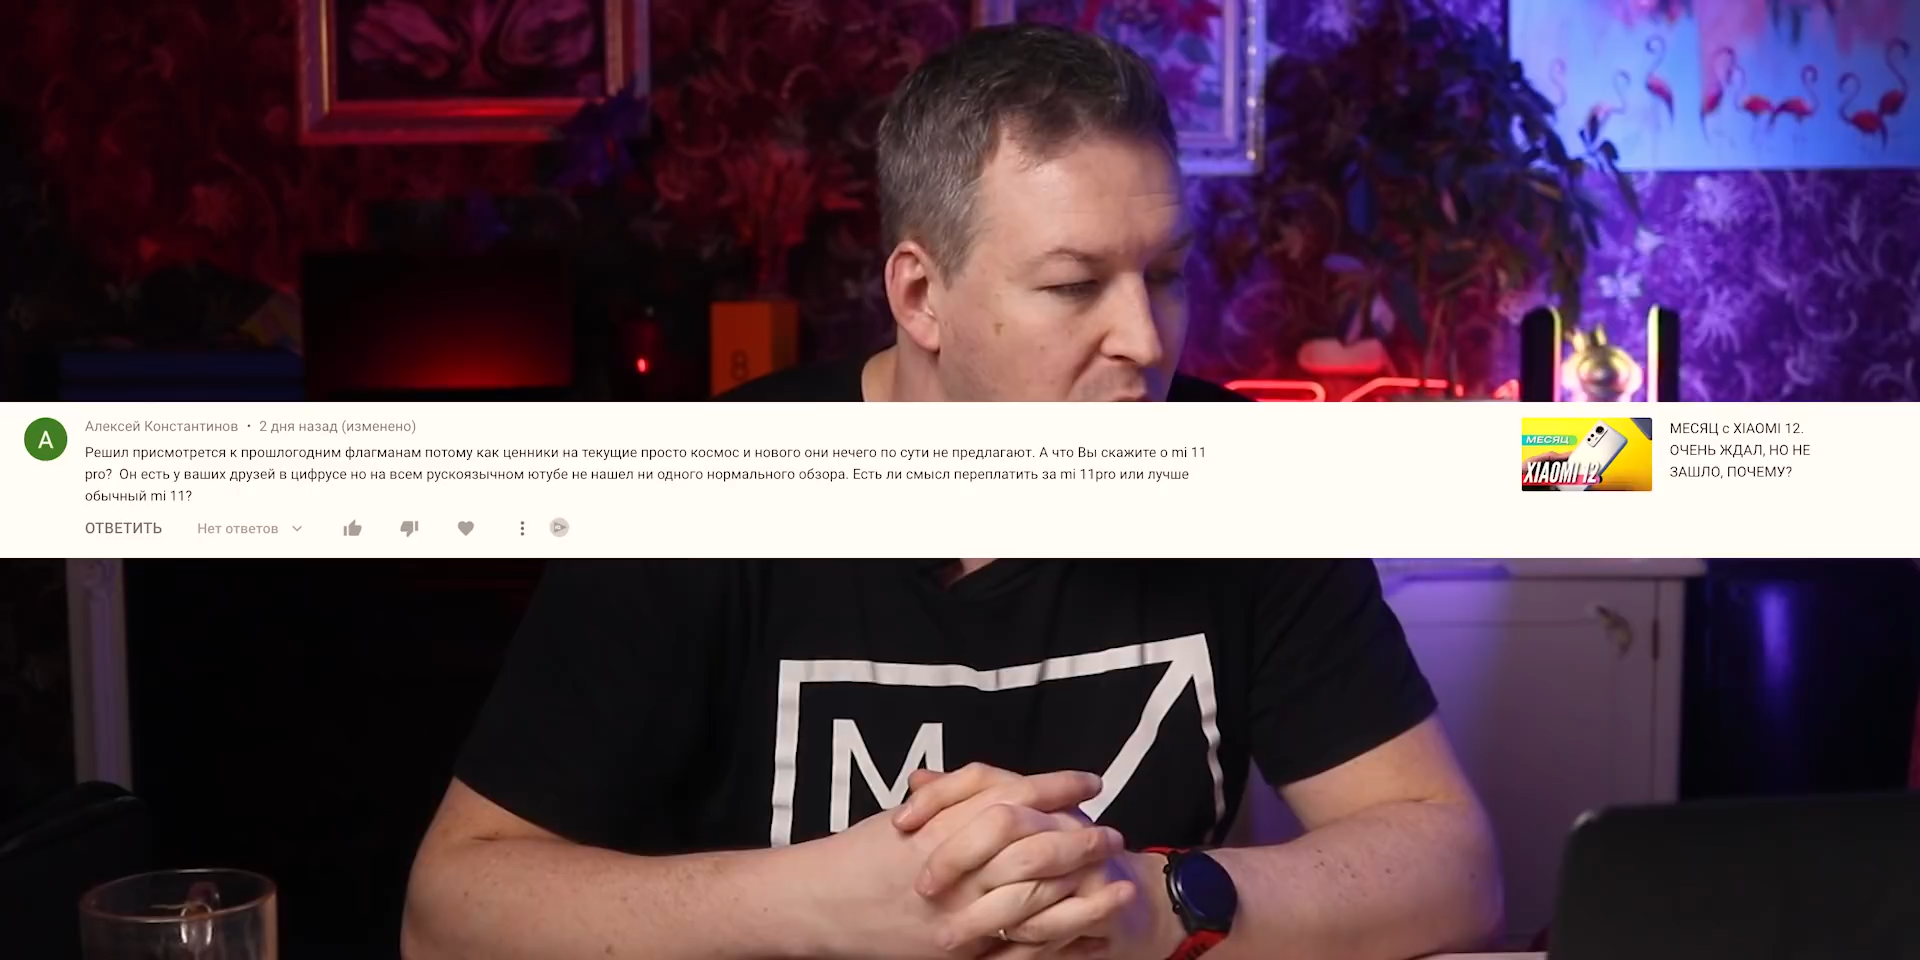 8
Алексей Константинов • 2 дня назад (изменено)
Решил присмотрется к прошлогодним флагманам потому как ценники на текущие просто космос и нового они нечего по сути не предлагают. А что Вы скажите о mi 11
pro? Он есть у ваших друзей в цифрусе но на всем рускоязычном ютубе не нашел ни одного нормального обзора. Есть ли смысл переплатить за mi 11pro или лучше
обычный mi 11?
ОТВЕТИТЬ Нет ответов
A
МЕСЯЦ
XIAOMI 12
МЕСЯЦ с XIAOMI 12.
ОЧЕНЬ ЖДАЛ, НО НЕ
ЗАШЛО, ПОЧЕМУ?
M